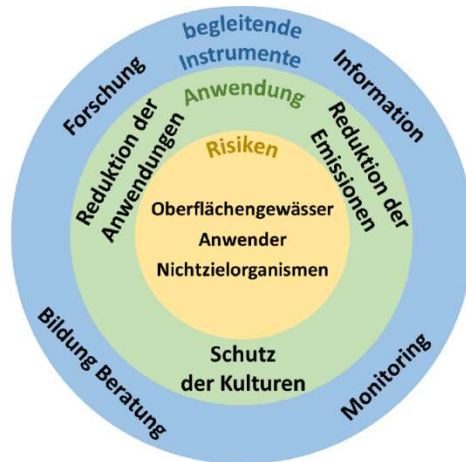 begleitende
Instrumente
Forschung
Information
Anwendung
Reduktion der
Anwendungen
Reduktion der
Emissionen
Risiken
Oberflächengewässer
Anwender
Nichtzielorganismen
Schutz
der Kulturen
Bildung Beratung
Monitoring